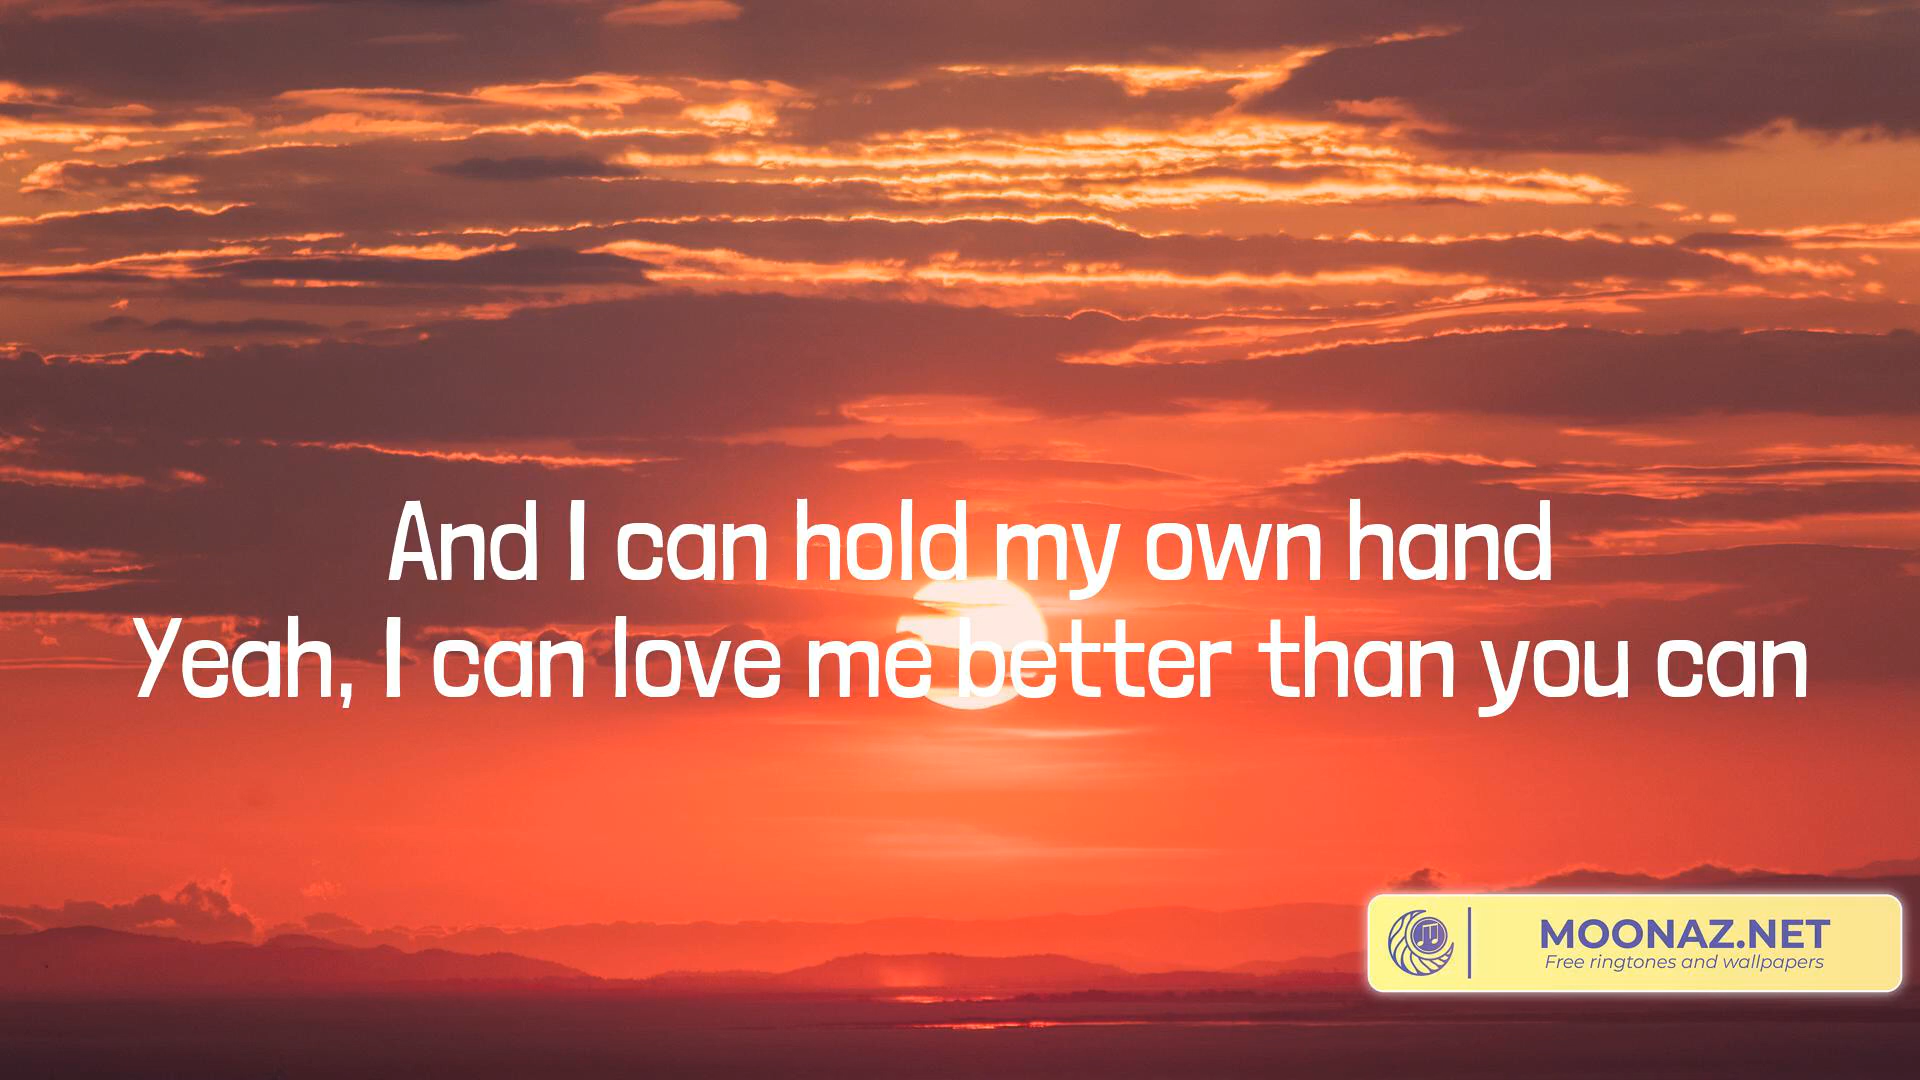 And I can hold my own hand
Yeah, I can love me better than you can
MOONAZ.NET
Free ringtones and wallpapers